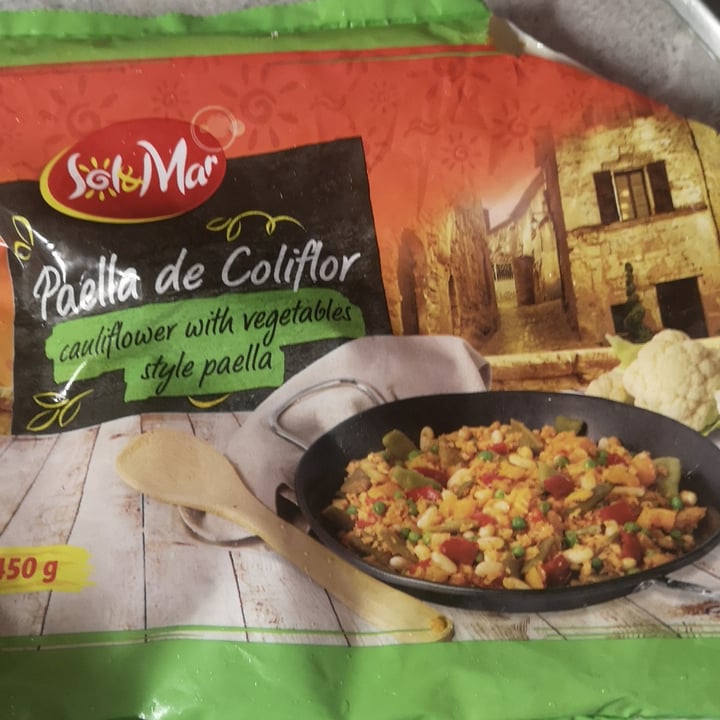 Sol&Mar
Paella de Coliflor
cauliflower with vegetables
style paella
450 g